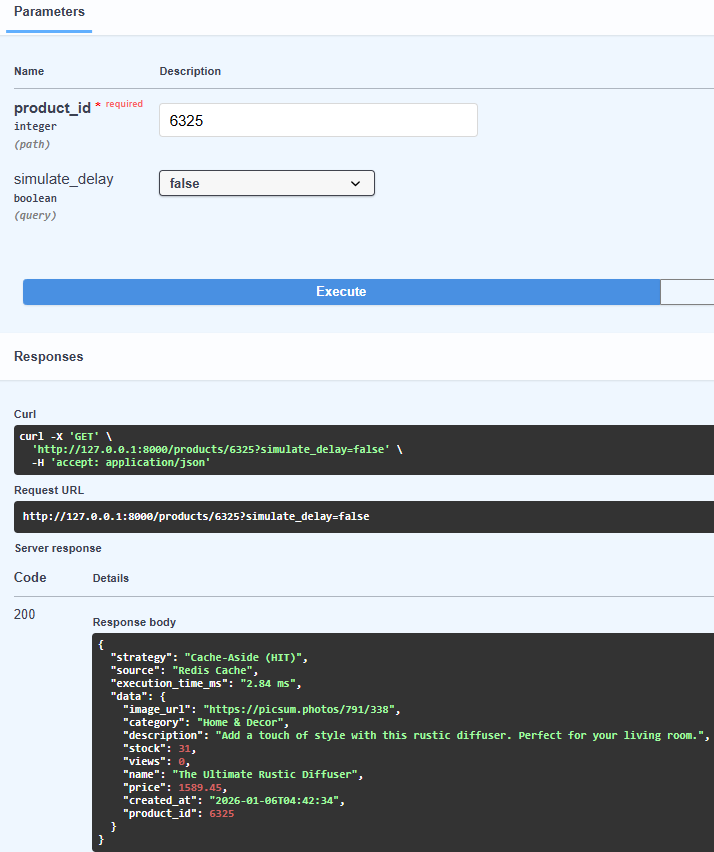 Parameters
Name Description
product_id * required
integer
(path)
6325
simulate_delay
boolean
(query)
false
Execute
Responses
Curl
curl -X 'GET' \
  'http://127.0.0.1:8000/products/6325?simulate_delay=false' \
  -H 'accept: application/json'
Request URL
http://127.0.0.1:8000/products/6325?simulate_delay=false
Server response
Code Details
200
Response body
{
  "strategy": "Cache-Aside (HIT)",
  "source": "Redis Cache",
  "execution_time_ms": "2.84 ms",
  "data": {
    "image_url": "https://picsum.photos/791/338",
    "category": "Home & Decor",
    "description": "Add a touch of style with this rustic diffuser. Perfect for your living room.",
    "stock": 31,
    "views": 0,
    "name": "The Ultimate Rustic Diffuser",
    "price": 1589.45,
    "created_at": "2026-01-06T04:42:34",
    "product_id": 6325
  }
}